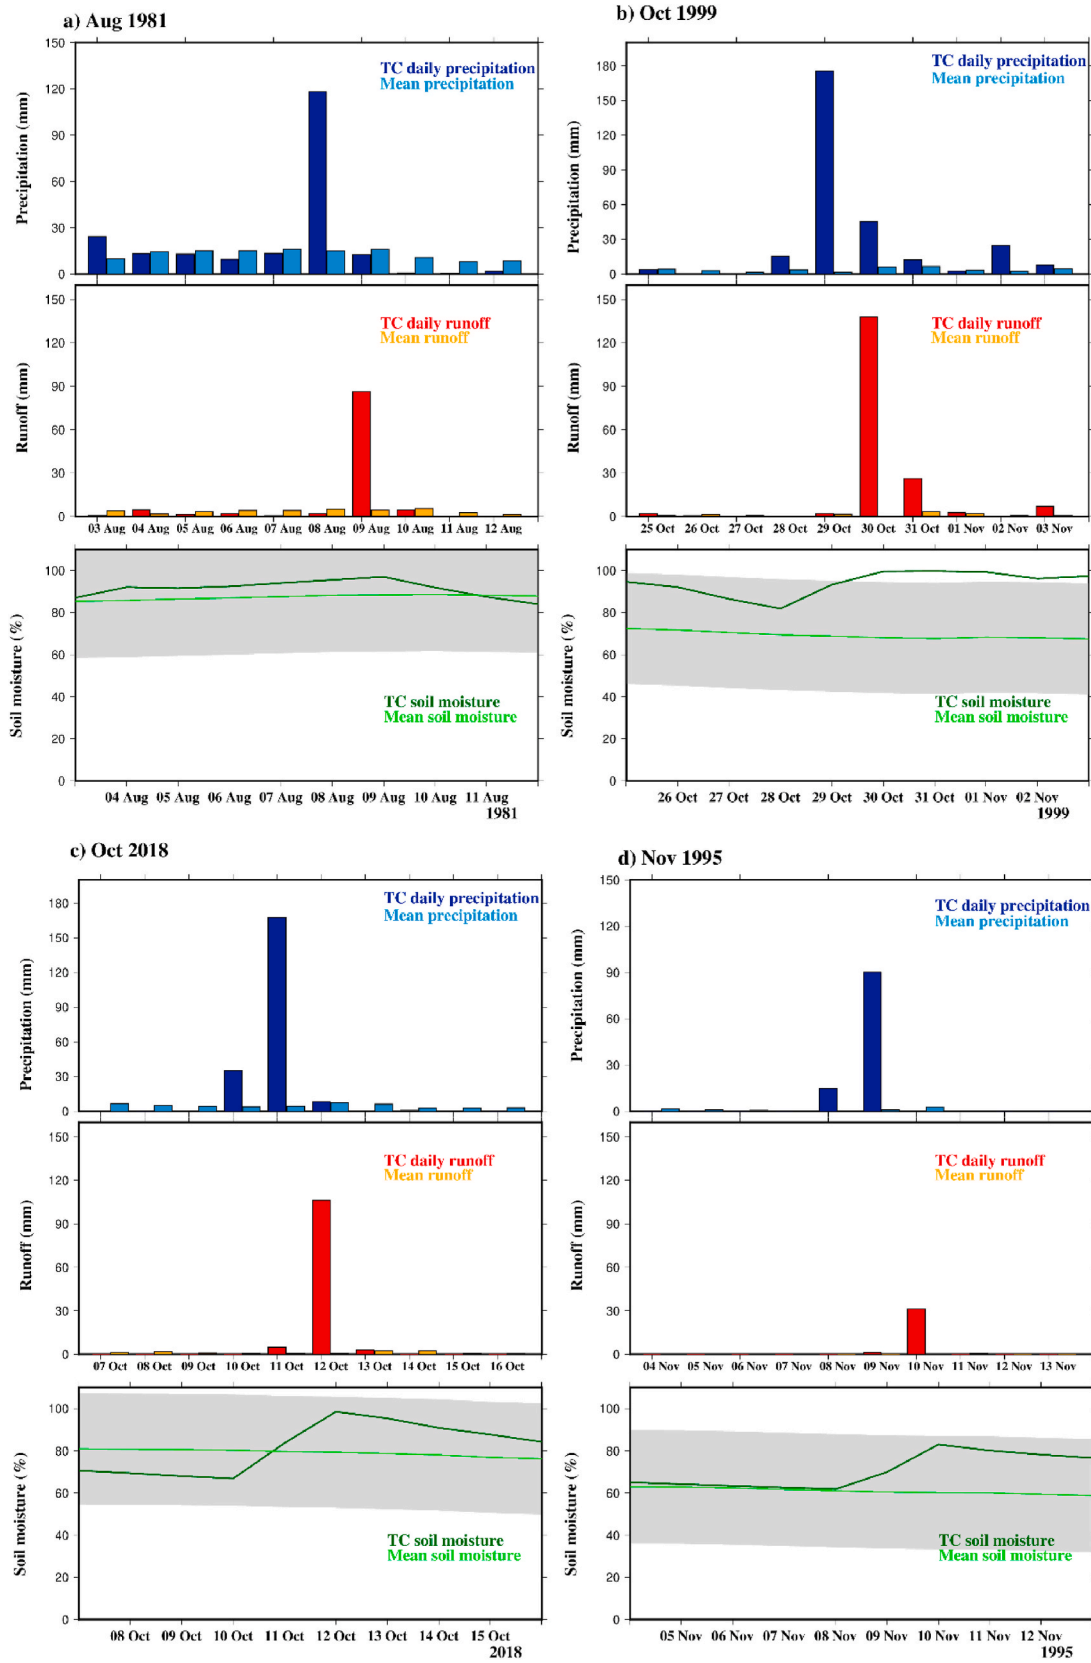 a) Aug 1981
150
120
90
60
30
0
Precipitation (mm)
TC daily precipitation
Mean precipitation
150
120
90
60
30
0
Runoff (mm)
TC daily runoff
Mean runoff
03 Aug 04 Aug 05 Aug 06 Aug 07 Aug 08 Aug 09 Aug 10 Aug 11 Aug 12 Aug
100
80
60
40
20
0
Soil moisture (%)
TC soil moisture
Mean soil moisture
04 Aug 05 Aug 06 Aug 07 Aug 08 Aug 09 Aug 10 Aug 11 Aug
1981
b) Oct 1999
180
150
120
90
60
30
0
Precipitation (mm)
TC daily precipitation
Mean precipitation
150
120
90
60
30
0
Runoff (mm)
TC daily runoff
Mean runoff
25 Oct 26 Oct 27 Oct 28 Oct 29 Oct 30 Oct 31 Oct 01 Nov 02 Nov 03 Nov
100
80
60
40
20
0
Soil moisture (%)
TC soil moisture
Mean soil moisture
26 Oct 27 Oct 28 Oct 29 Oct 30 Oct 31 Oct 01 Nov 02 Nov
1999
c) Oct 2018
180
150
120
90
60
30
0
Precipitation (mm)
TC daily precipitation
Mean precipitation
150
120
90
60
30
0
Runoff (mm)
TC daily runoff
Mean runoff
07 Oct 08 Oct 09 Oct 10 Oct 11 Oct 12 Oct 13 Oct 14 Oct 15 Oct 16 Oct
100
80
60
40
20
0
Soil moisture (%)
TC soil moisture
Mean soil moisture
08 Oct 09 Oct 10 Oct 11 Oct 12 Oct 13 Oct 14 Oct 15 Oct
2018
d) Nov 1995
150
120
90
60
30
0
Precipitation (mm)
TC daily precipitation
Mean precipitation
150
120
90
60
30
0
Runoff (mm)
TC daily runoff
Mean runoff
04 Nov 05 Nov 06 Nov 07 Nov 08 Nov 09 Nov 10 Nov 11 Nov 12 Nov 13 Nov
100
80
60
40
20
0
Soil moisture (%)
TC soil moisture
Mean soil moisture
05 Nov 06 Nov 07 Nov 08 Nov 09 Nov 10 Nov 11 Nov 12 Nov
1995